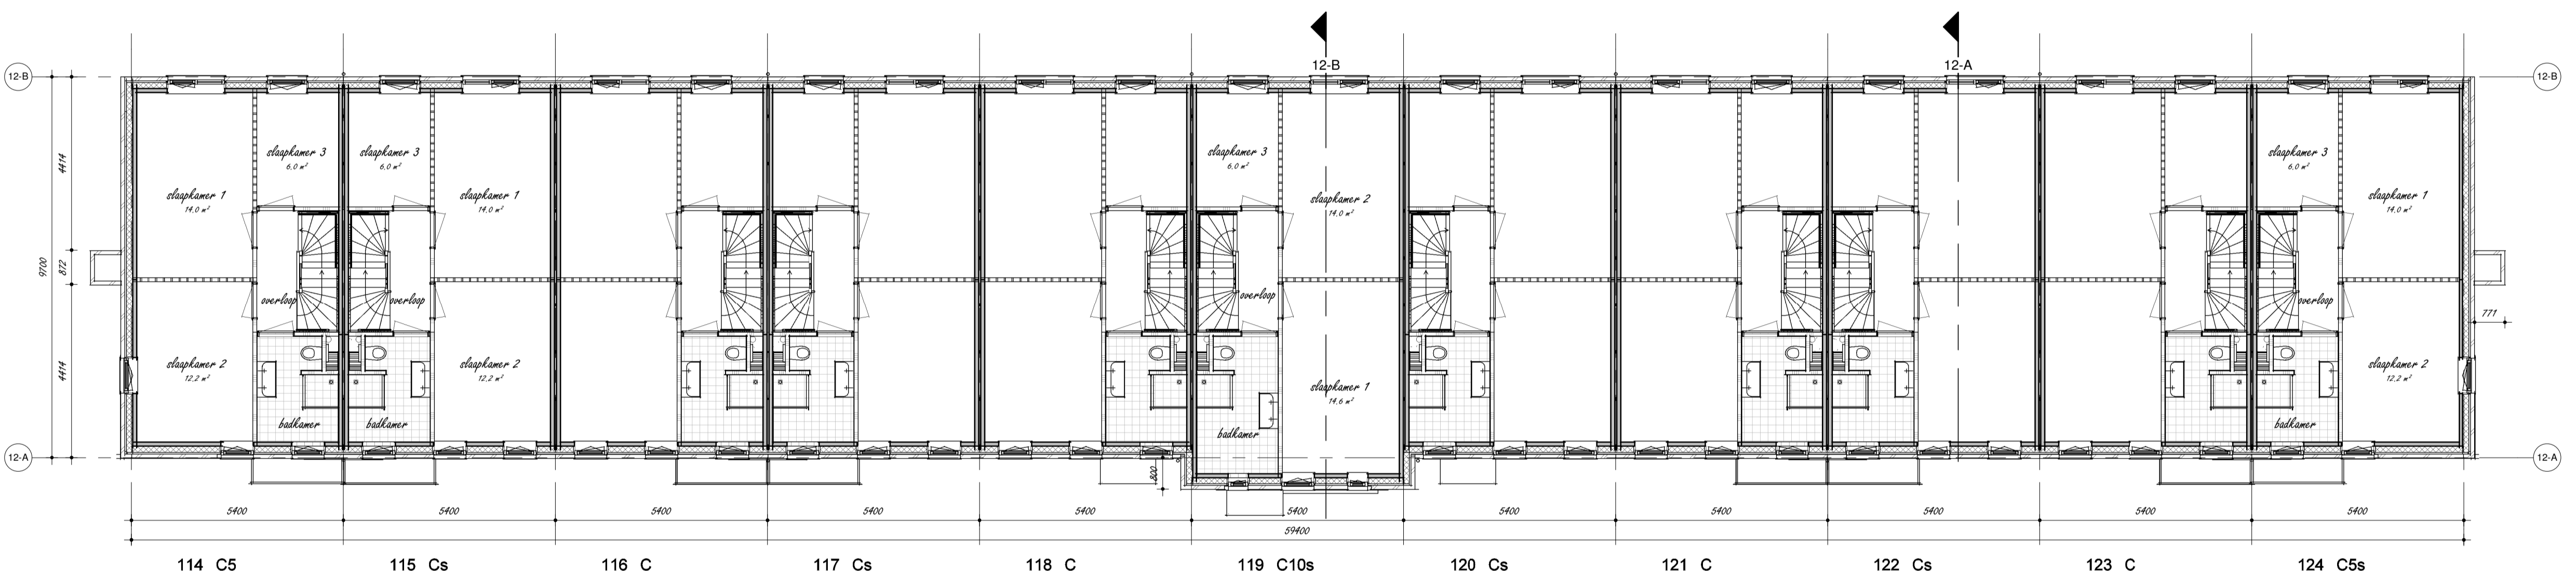 12-B 12-A
12-B 12-B
slaapkamer 3 slaapkamer 3 slaapkamer 3 slaapkamer 3
6,0 m² 6,0 m² 6,0 m² 6,0 m²
4414
slaapkamer 1 slaapkamer 1 slaapkamer 2 slaapkamer 1
14,0 m² 14,0 m² 14,0 m² 14,0 m²
9700 872
overloop overloop overloop overloop
771
4414
slaapkamer 2 slaapkamer 2 slaapkamer 1 slaapkamer 2
12,2 m² 12,2 m² 14,6 m² 12,2 m²
badkamer badkamer badkamer badkamer
12-A 12-A
800
5400 5400 5400 5400 5400 5400 5400 5400 5400 5400 5400
59400
114 C5 115 Cs 116 C 117 Cs 118 C 119 C10s 120 Cs 121 C 122 Cs 123 C 124 C5s